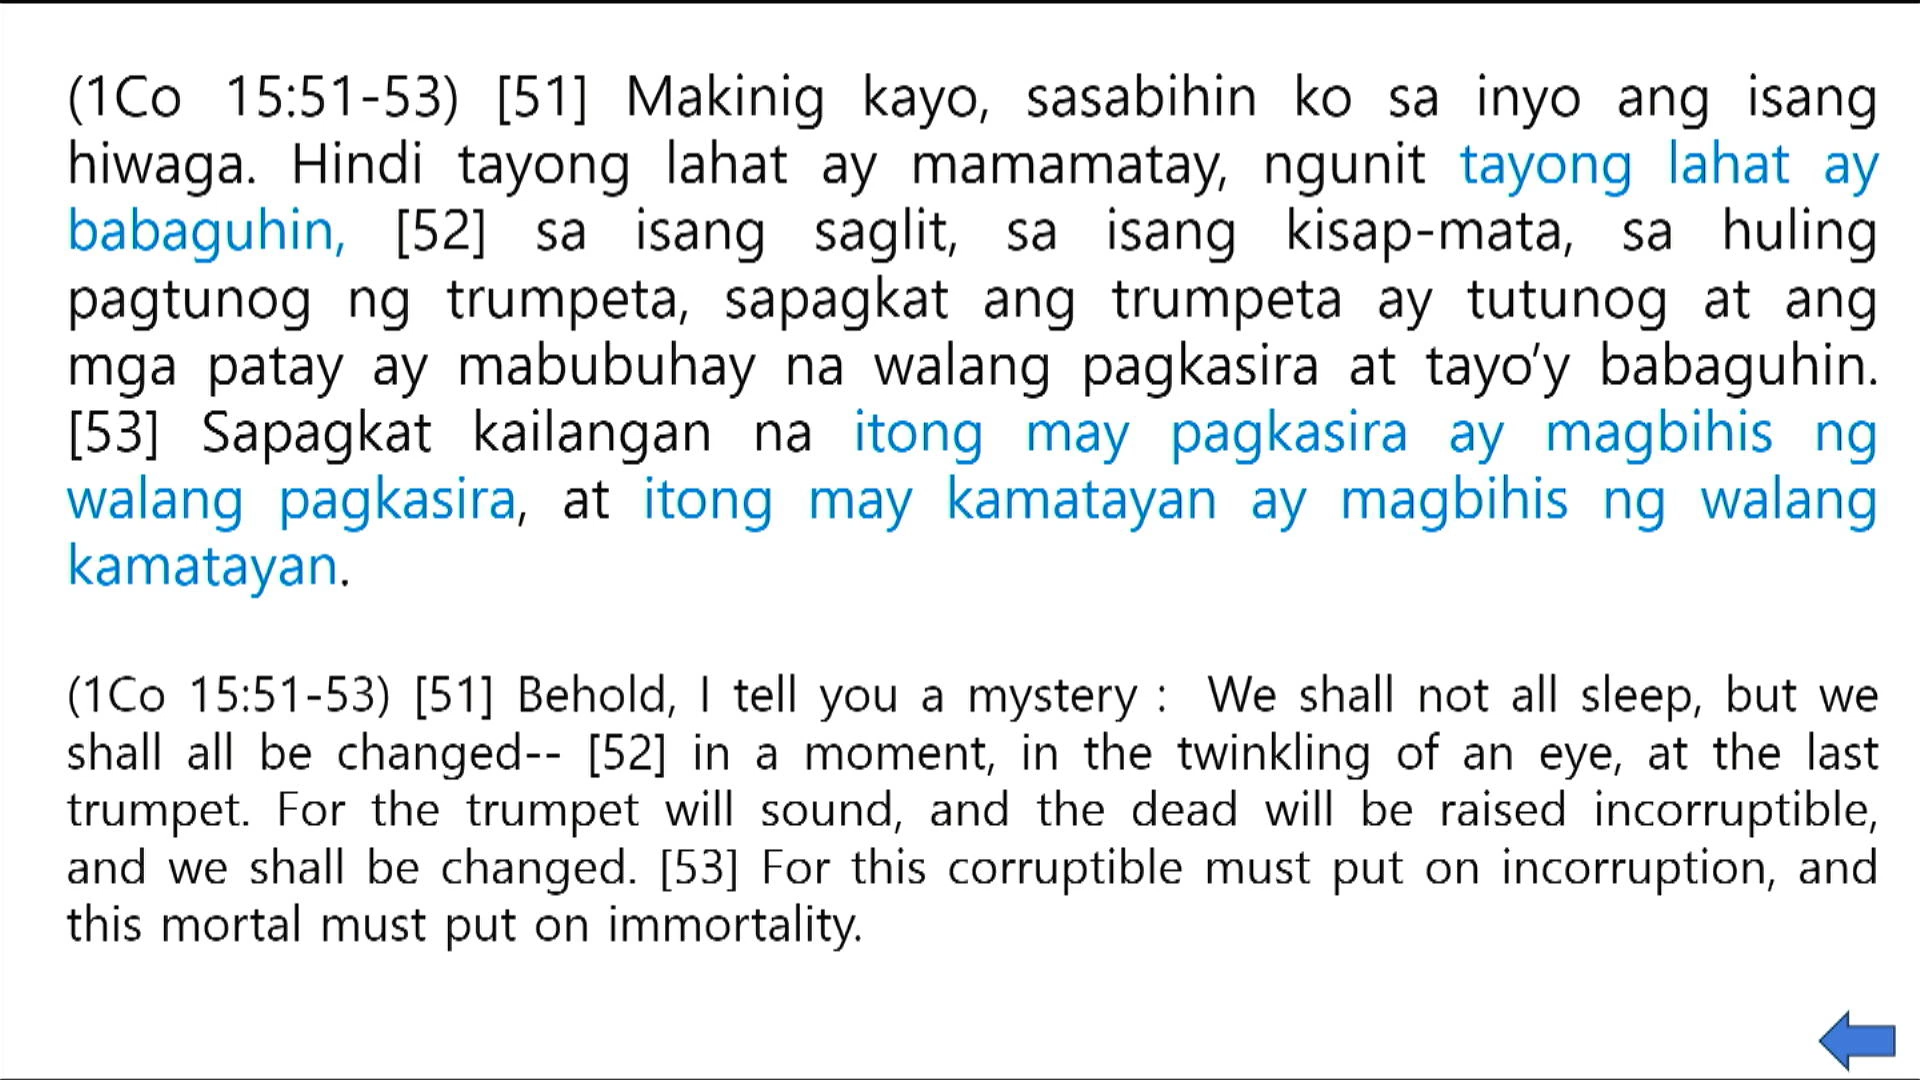 (1Co 15:51-53) [51] Makinig kayo, sasabihin ko sa inyo ang isang
hiwaga. Hindi tayong lahat ay mamamatay, ngunit tayong lahat ay
babaguhin, [52] sa isang saglit, sa isang kisap-mata, sa huling
pagtunog ng trumpeta, sapagkat ang trumpeta ay tutunog at ang
mga patay ay mabubuhay na walang pagkasira at tayo’y babaguhin.
[53] Sapagkat kailangan na itong may pagkasira ay magbihis ng
walang pagkasira, at itong may kamatayan ay magbihis ng walang
kamatayan.
(1Co 15:51-53) [51] Behold, I tell you a mystery :  We shall not all sleep, but we
shall all be changed-- [52] in a moment, in the twinkling of an eye, at the last
trumpet. For the trumpet will sound, and the dead will be raised incorruptible,
and we shall be changed. [53] For this corruptible must put on incorruption, and
this mortal must put on immortality.